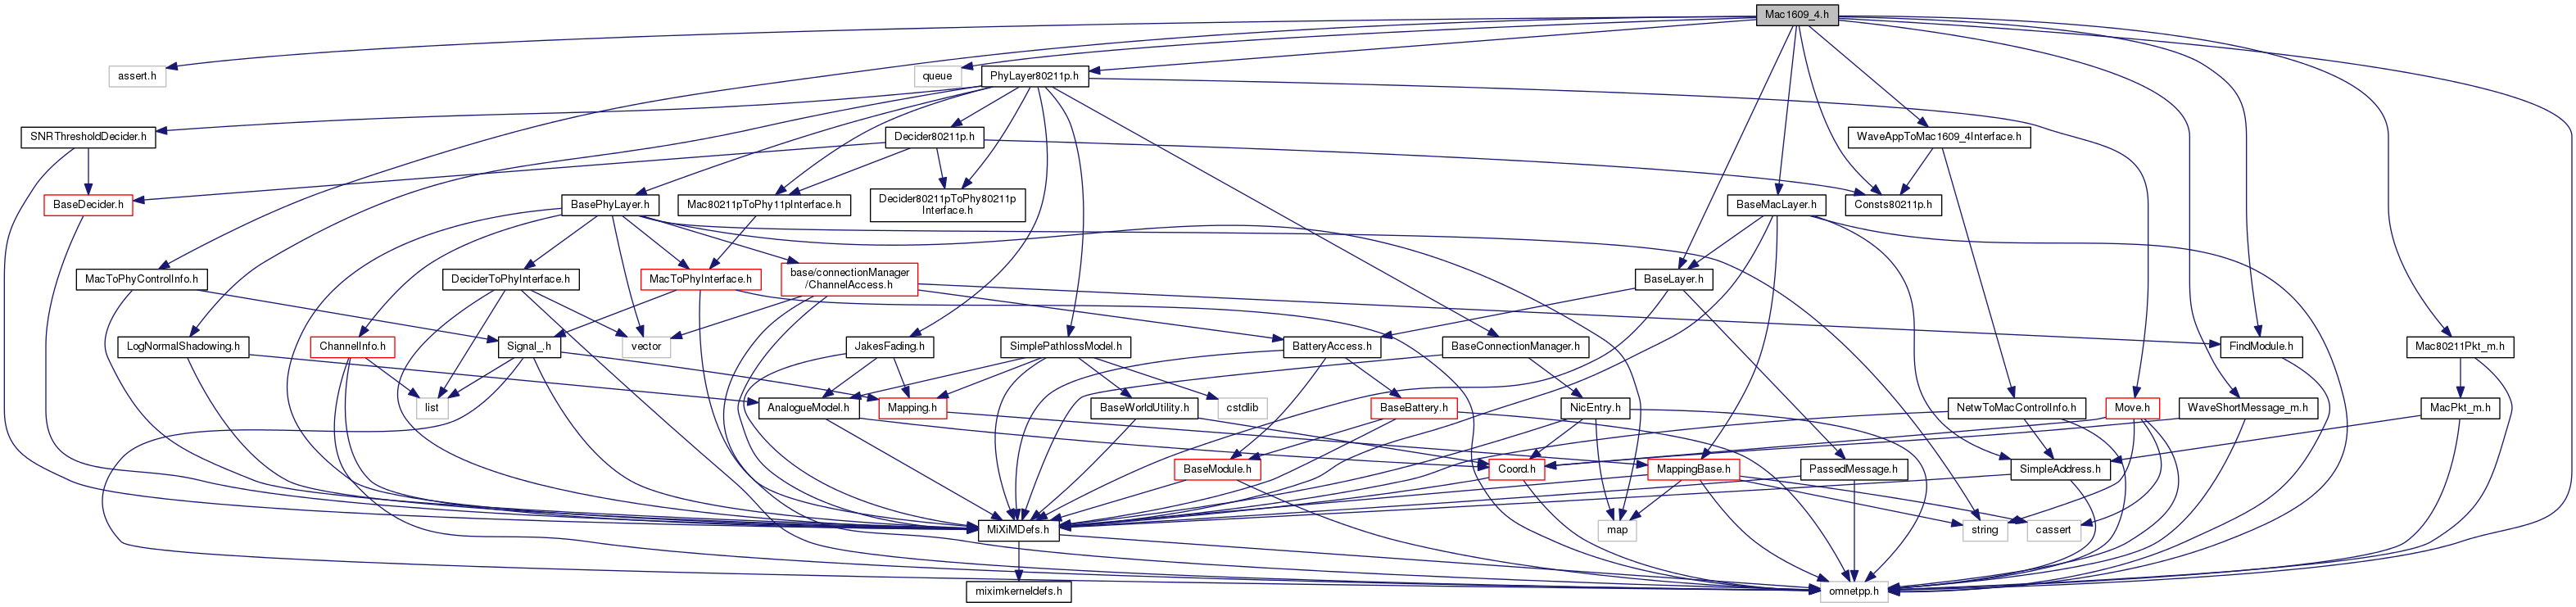 Mac1609_4.h
assert.h
queue
PhyLayer80211p.h
SNRThresholdDecider.h
Decider80211p.h
WaveAppToMac1609_4Interface.h
BaseDecider.h
BasePhyLayer.h
Mac80211pToPhy11pInterface.h
Decider80211pToPhy80211p
Interface.h
BaseMacLayer.h
Consts80211p.h
MacToPhyControlInfo.h
DeciderToPhyInterface.h
MacToPhyInterface.h
base/connectionManager
/ChannelAccess.h
BaseLayer.h
LogNormalShadowing.h
ChannelInfo.h
Signal_.h
vector
JakesFading.h
SimplePathlossModel.h
BatteryAccess.h
BaseConnectionManager.h
FindModule.h
Mac80211Pkt_m.h
list
AnalogueModel.h
Mapping.h
BaseWorldUtility.h
cstdlib
BaseBattery.h
NicEntry.h
NetwToMacControlInfo.h
Move.h
WaveShortMessage_m.h
MacPkt_m.h
BaseModule.h
Coord.h
MappingBase.h
PassedMessage.h
SimpleAddress.h
MiXiMDefs.h
map
string
cassert
miximkerneldefs.h
omnetpp.h